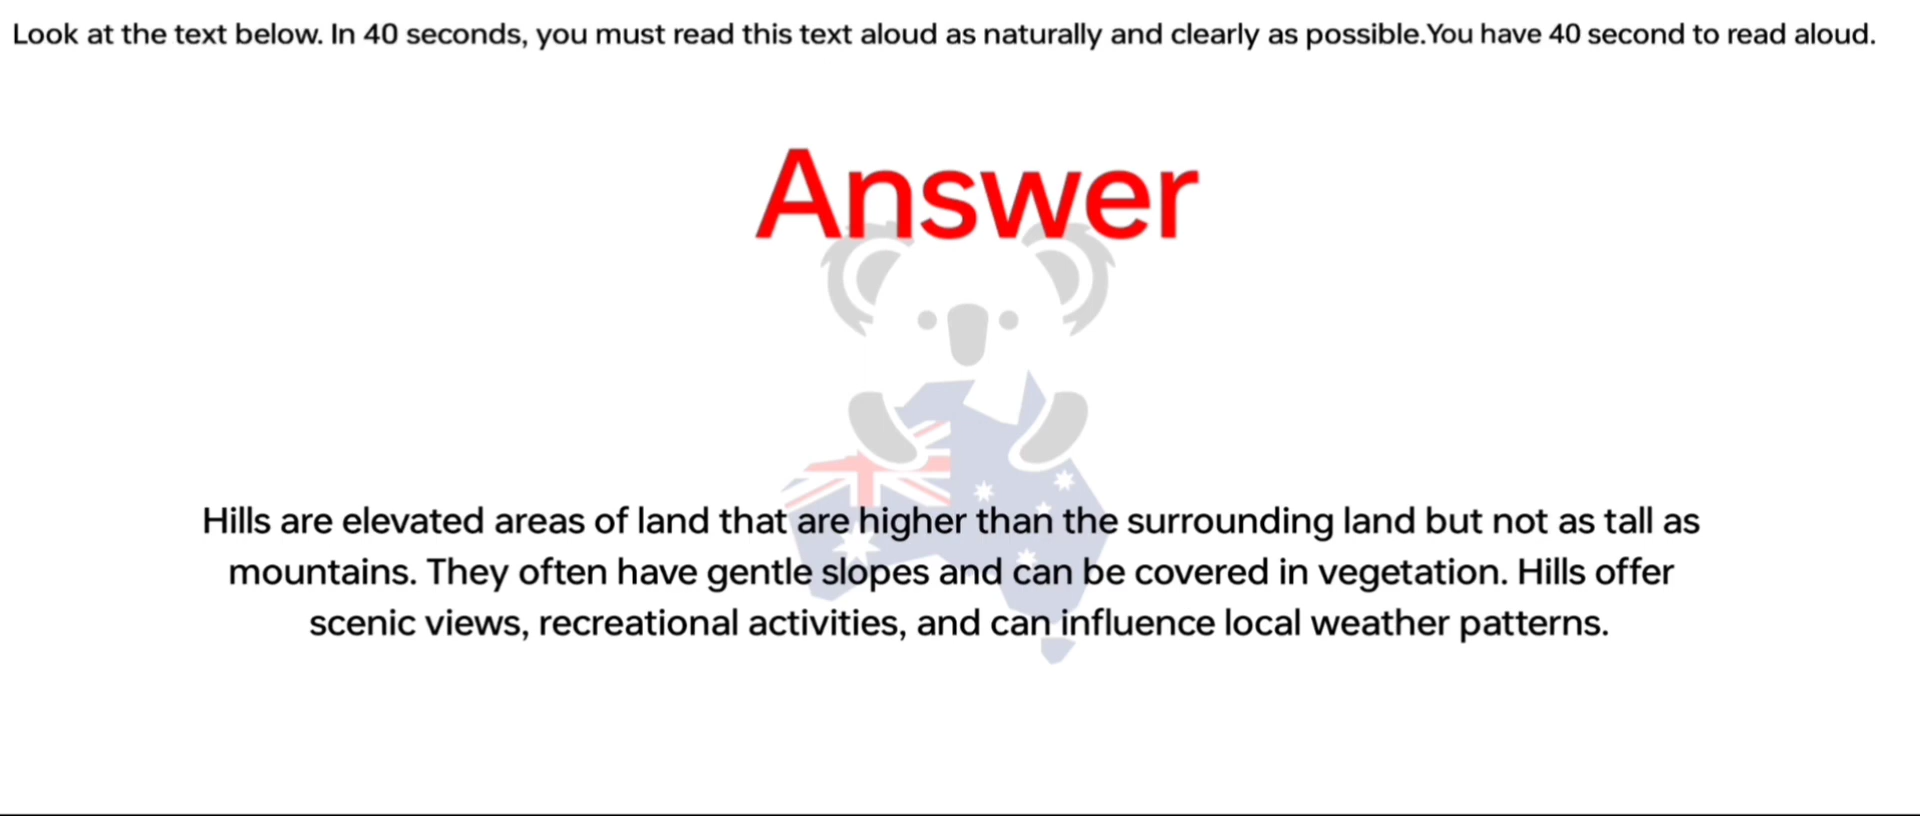 Look at the text below. In 40 seconds, you must read this text aloud as naturally and clearly as possible.You have 40 second to read aloud.
Answer
Hills are elevated areas of land that are higher than the surrounding land but not as tall as
mountains. They often have gentle slopes and can be covered in vegetation. Hills offer
scenic views, recreational activities, and can influence local weather patterns.